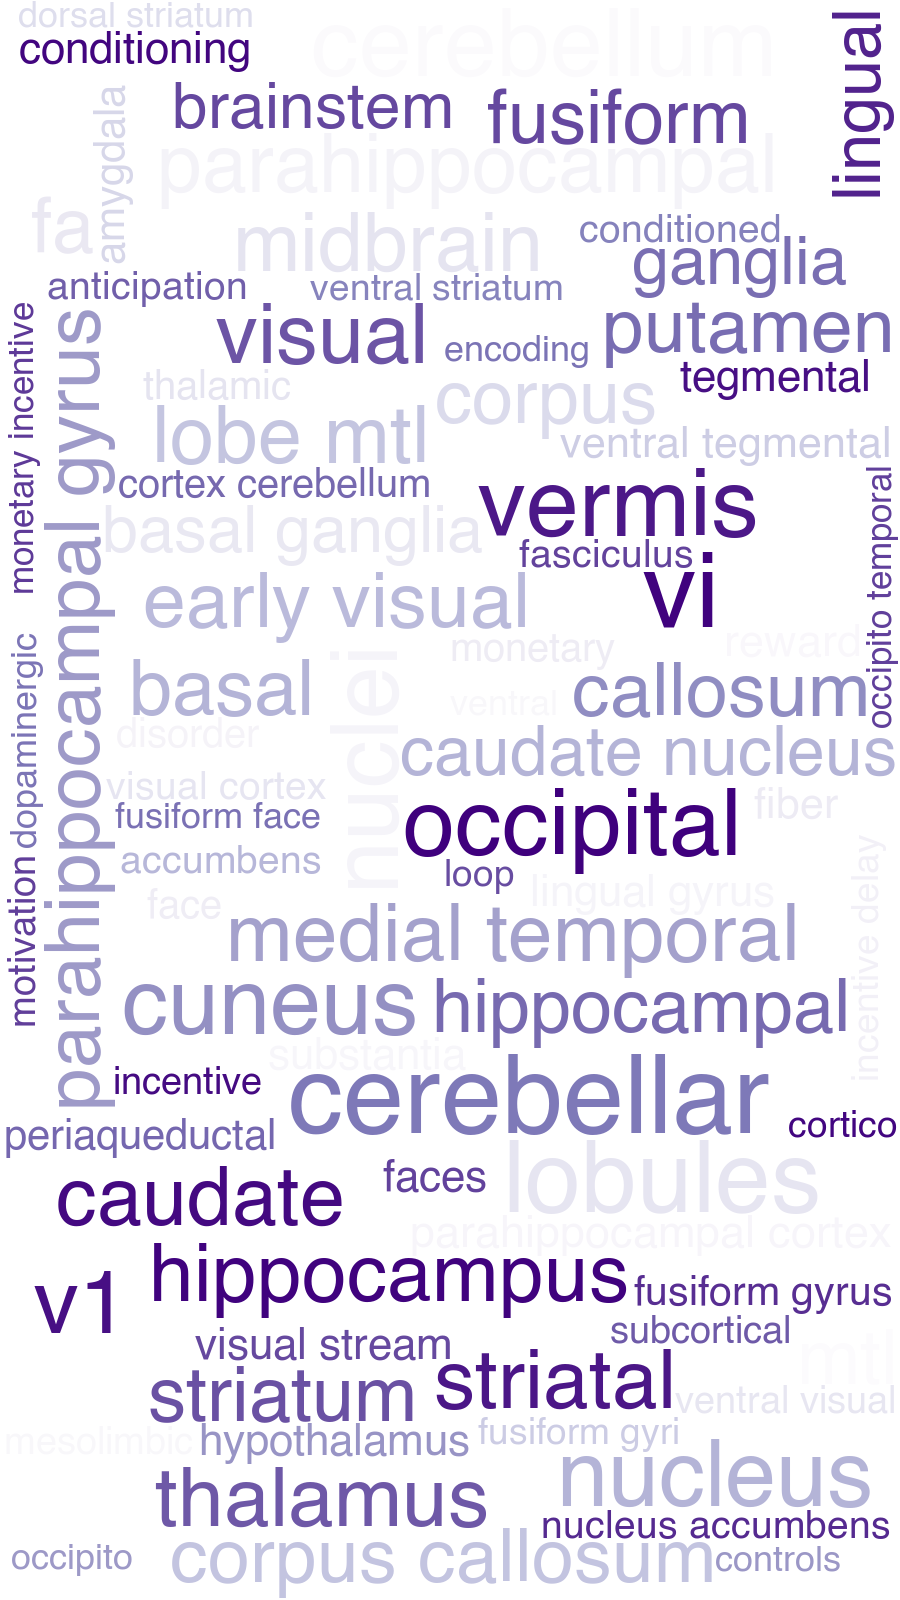 dorsal striatum
conditioning
cerebellum
lingual
brainstem
fusiform
amygdala
parahippocampal
fa
midbrain
conditioned
ganglia
anticipation
ventral striatum
monetary incentive
parahippocampal gyrus
visual
encoding
putamen
tegmental
thalamic
corpus
lobe mtl
ventral tegmental
cortex cerebellum
vermis
occipito temporal
basal ganglia
fasciculus
vi
early visual
dopaminergic
monetary
reward
nuclei
basal
callosum
ventral
disorder
caudate nucleus
visual cortex
fusiform face
occipital
fiber
accumbens
loop
motivation
face
lingual gyrus
incentive delay
medial temporal
cuneus
hippocampal
substantia
incentive
cerebellar
cortico
periaqueductal
lobules
caudate
faces
parahippocampal cortex
hippocampus
v1
fusiform gyrus
visual stream
subcortical
mtl
striatum
striatal
ventral visual
mesolimbic
hypothalamus
fusiform gyri
nucleus
thalamus
nucleus accumbens
occipito
corpus callosum
controls